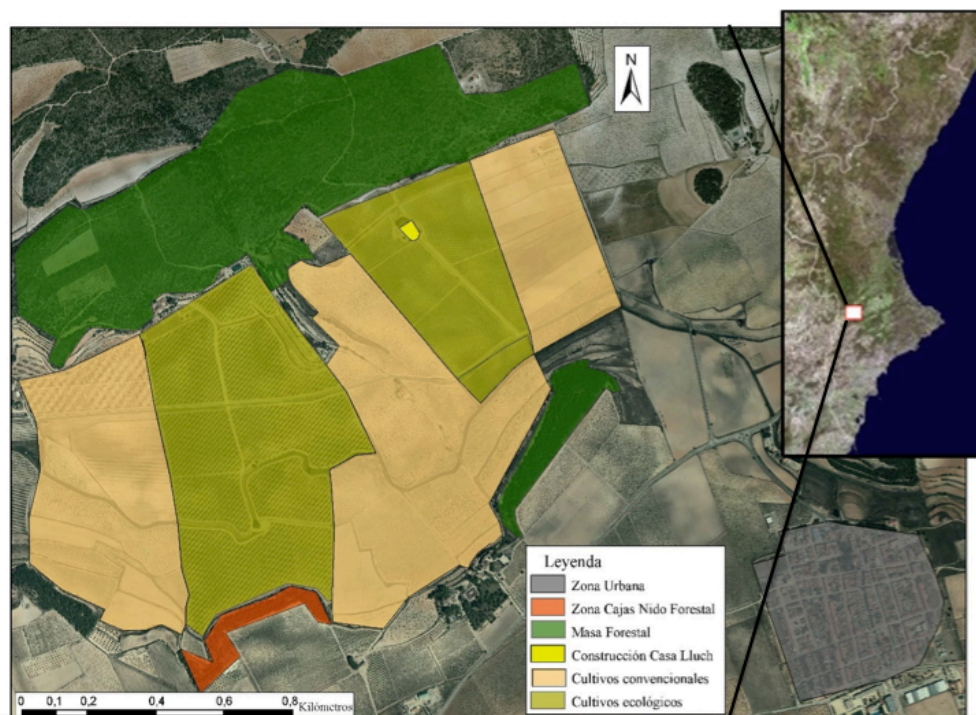 N
Leyenda
Zona Urbana
Zona Cajas Nido Forestal
Masa Forestal
Construcción Casa Lluch
Cultivos convencionales
Cultivos ecológicos
0 0,1 0,2 0,4 0,6 0,8 Kilómetros